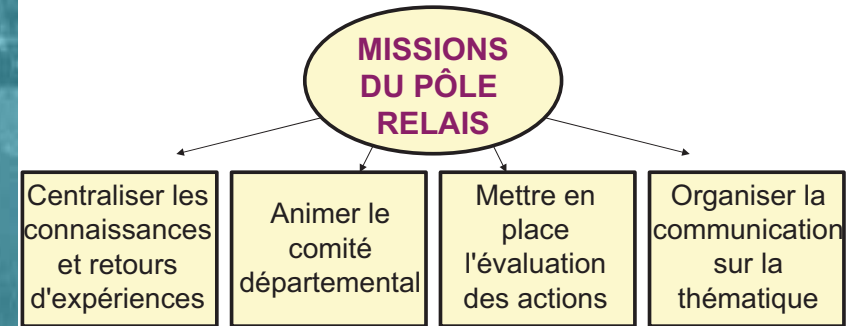 MISSIONS
DU PÔLE
RELAIS
Centraliser les
connaissances
et retours
d'expériences
Animer le
comité
départemental
Mettre en
place
l'évaluation
des actions
Organiser la
communication
sur la
thématique